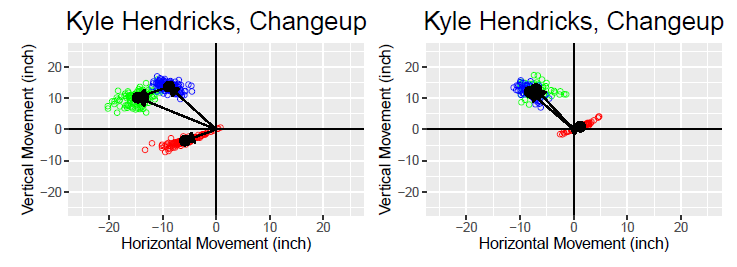 Kyle Hendricks, Changeup
Vertical Movement (inch)
20
10
0
−10
−20
−20 −10 0 10 20
Horizontal Movement (inch)
Kyle Hendricks, Changeup
Vertical Movement (inch)
20
10
0
−10
−20
−20 −10 0 10 20
Horizontal Movement (inch)